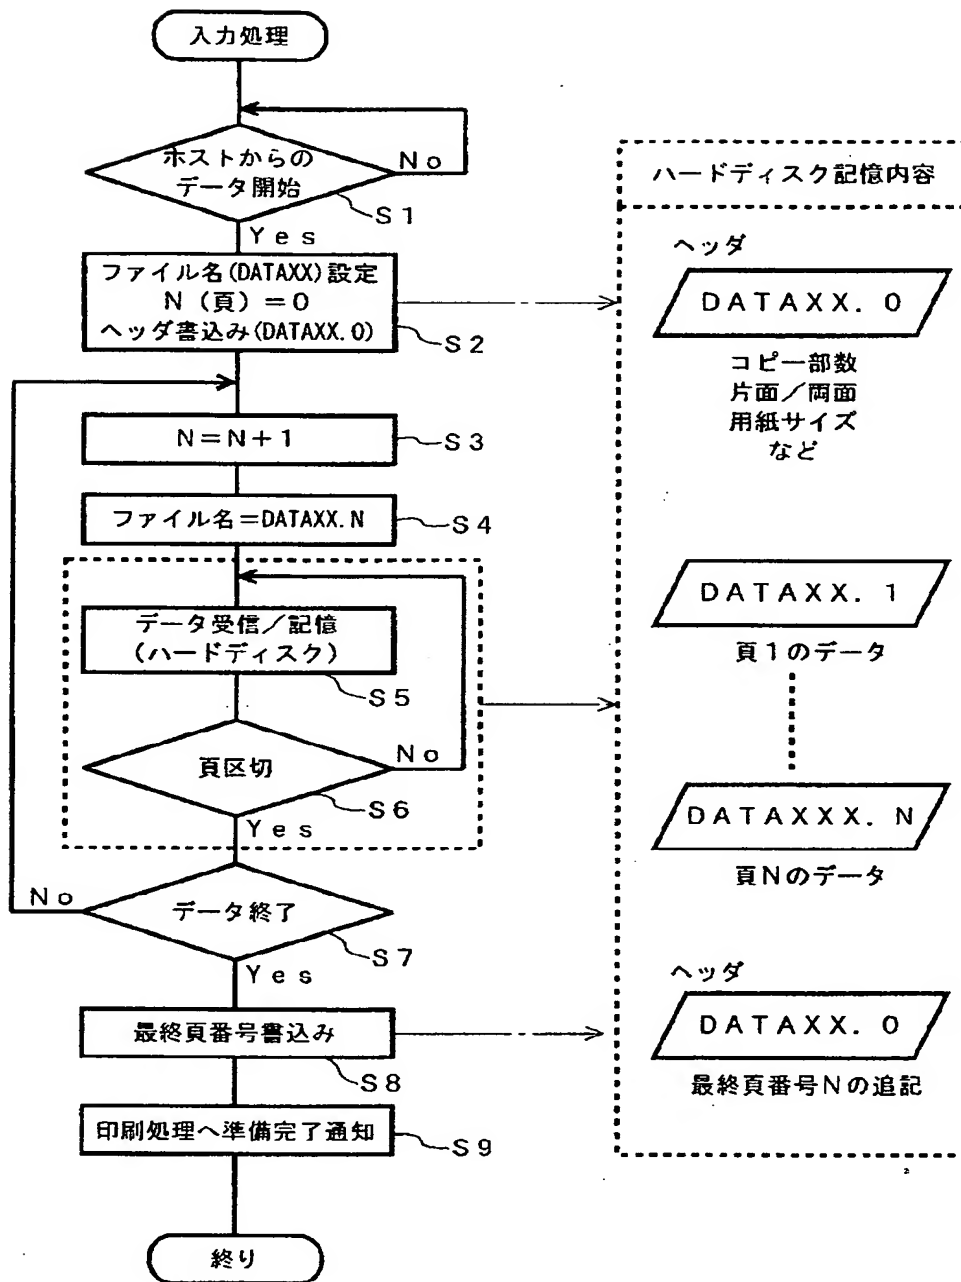 入力処理
ホストからの
データ開始
No
S1
Yes
ファイル名(DATAXX)設定
N(頁)=0
ヘッダ書込み(DATAXX.0)
S2
N=N+1
S3
ファイル名=DATAXX.N
S4
データ受信/記憶
(ハードディスク)
S5
頁区切
No
S6
Yes
データ終了
No
S7
Yes
最終頁番号書込み
S8
印刷処理へ準備完了通知
S9
終り
ハードディスク記憶内容
ヘッダ
DATAXX. 0
コピー部数
片面/両面
用紙サイズ
など
DATAXX. 1
頁1のデータ
DATAXXX. N
頁Nのデータ
ヘッダ
DATAXX. 0
最終頁番号Nの追記